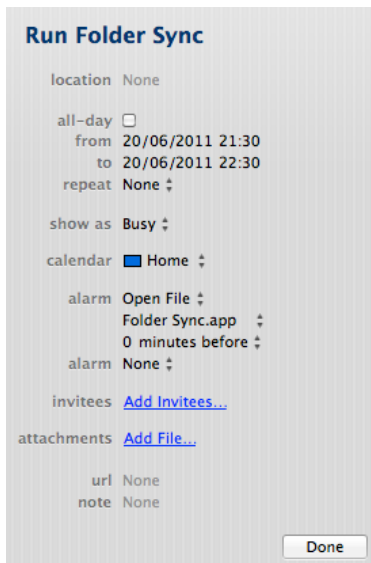 Run Folder Sync
location None
all-day
from 20/06/2011 21:30
to 20/06/2011 22:30
repeat None
show as Busy
calendar Home
alarm Open File
Folder Sync.app
0 minutes before
alarm None
invitees Add Invitees...
attachments Add File...
url None
note None
Done